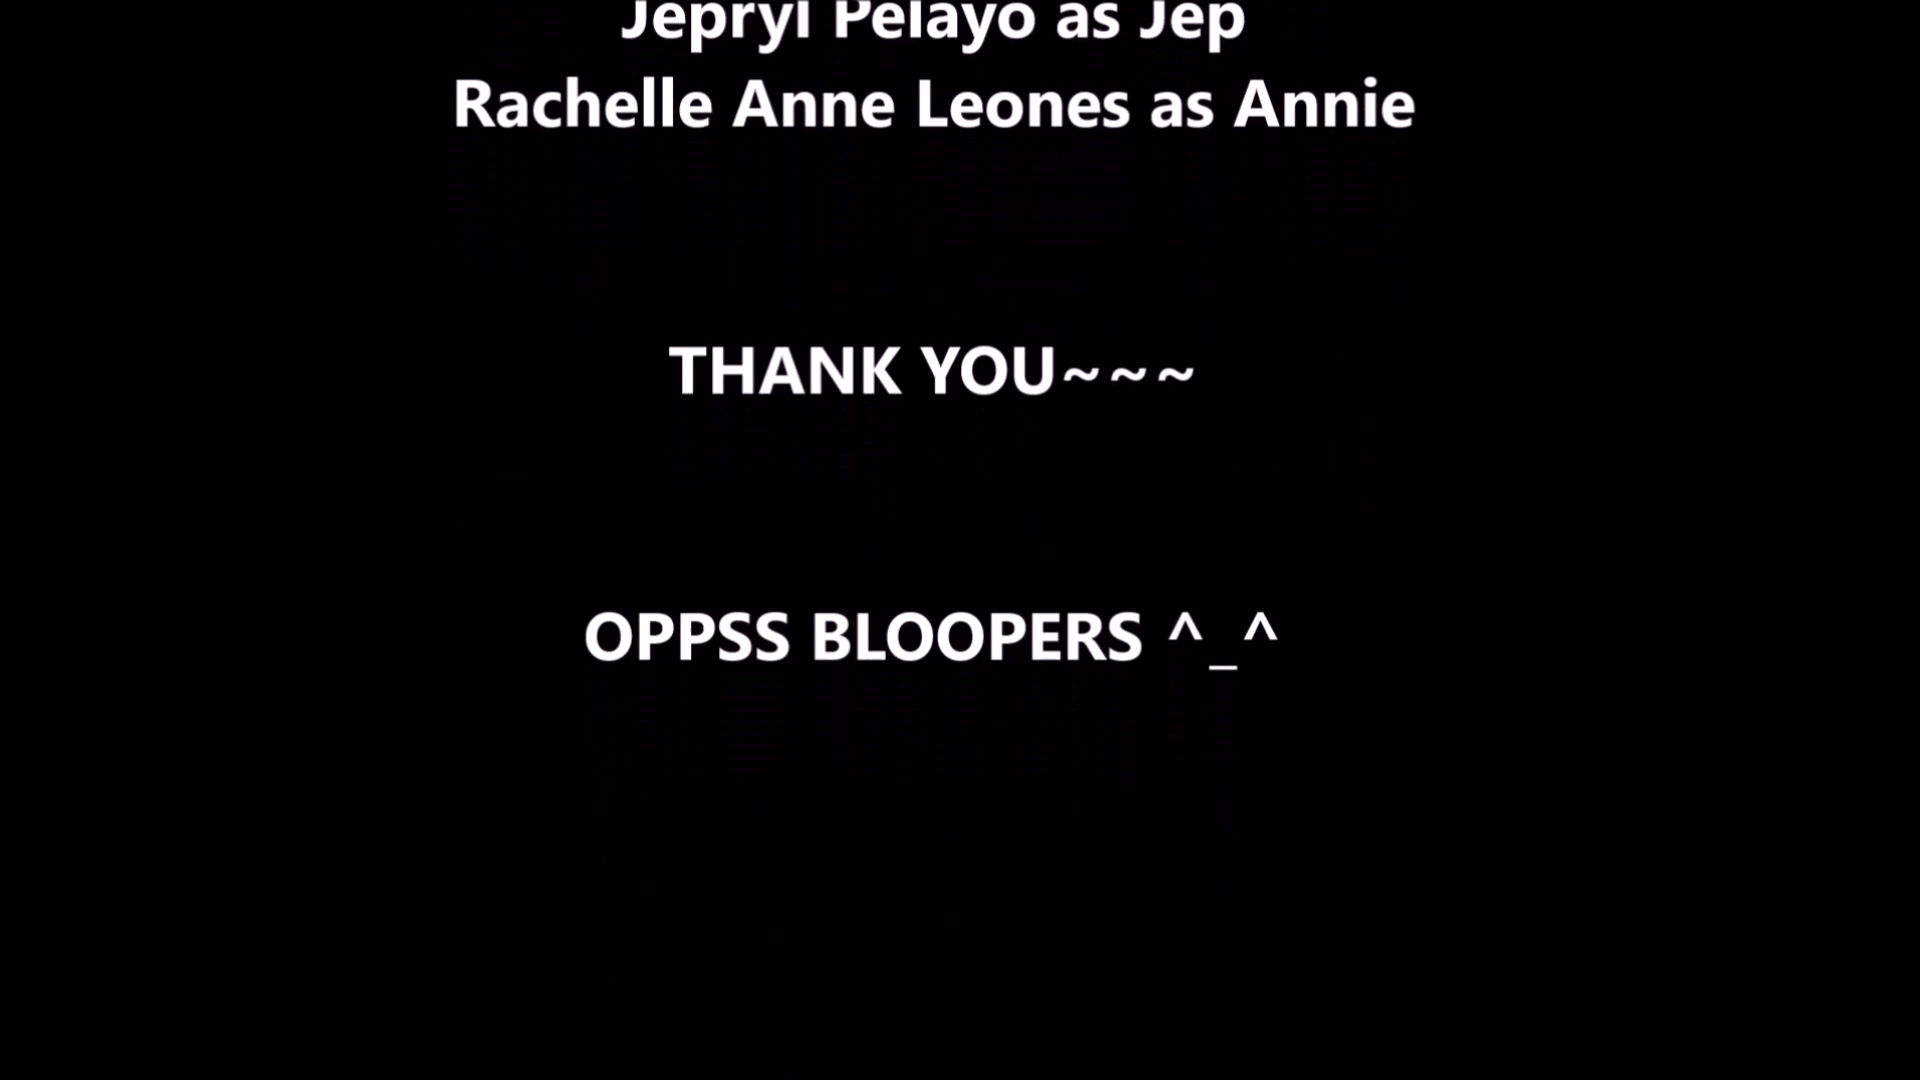 Jepryl Pelayo as Jep
Rachelle Anne Leones as Annie
THANK YOU~~~
OPPSS BLOOPERS ^_^